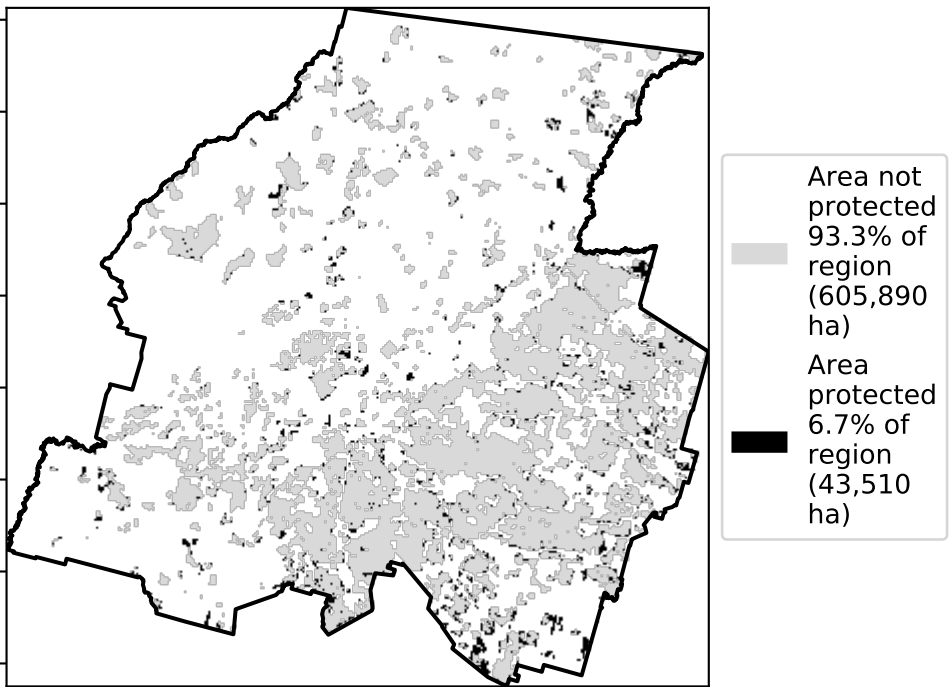 Area not
protected
93.3% of
region
(605,890
ha)
Area
protected
6.7% of
region
(43,510
ha)